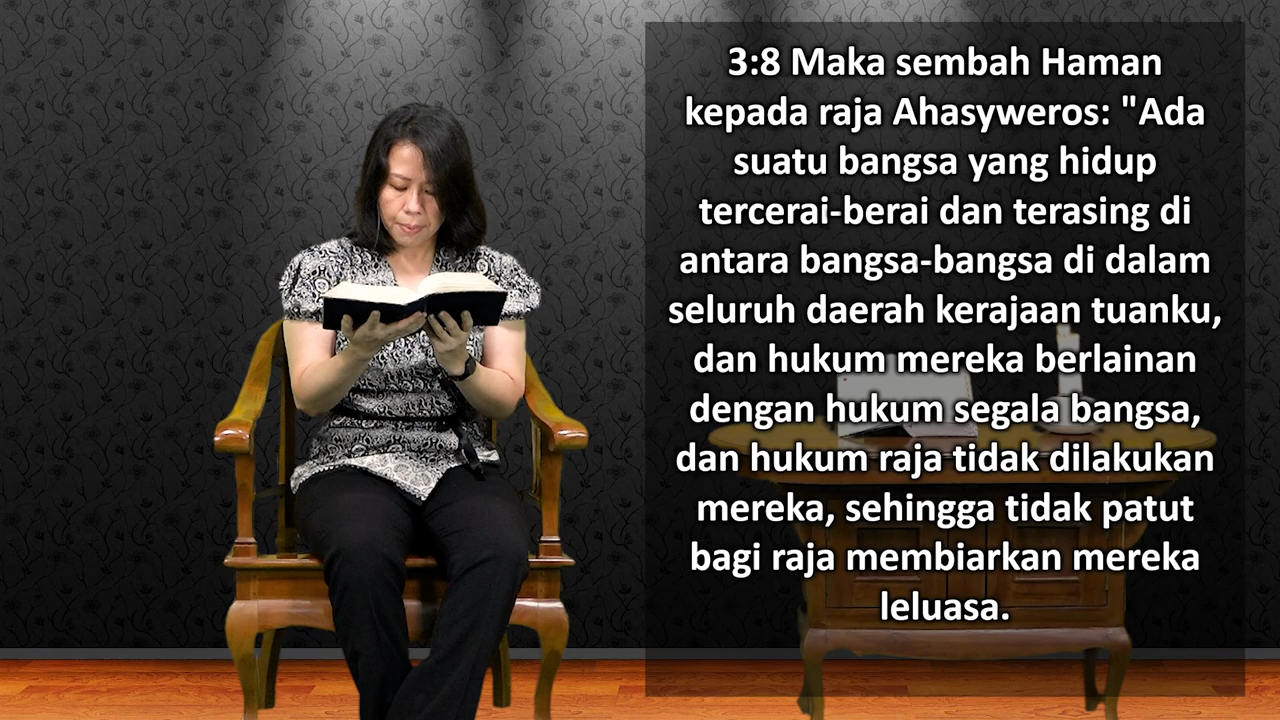 3:8 Maka sembah Haman
kepada raja Ahasyweros: "Ada
suatu bangsa yang hidup
tercerai-berai dan terasing di
antara bangsa-bangsa di dalam
seluruh daerah kerajaan tuanku,
dan hukum mereka berlainan
dengan hukum segala bangsa,
dan hukum raja tidak dilakukan
mereka, sehingga tidak patut
bagi raja membiarkan mereka
leluasa.